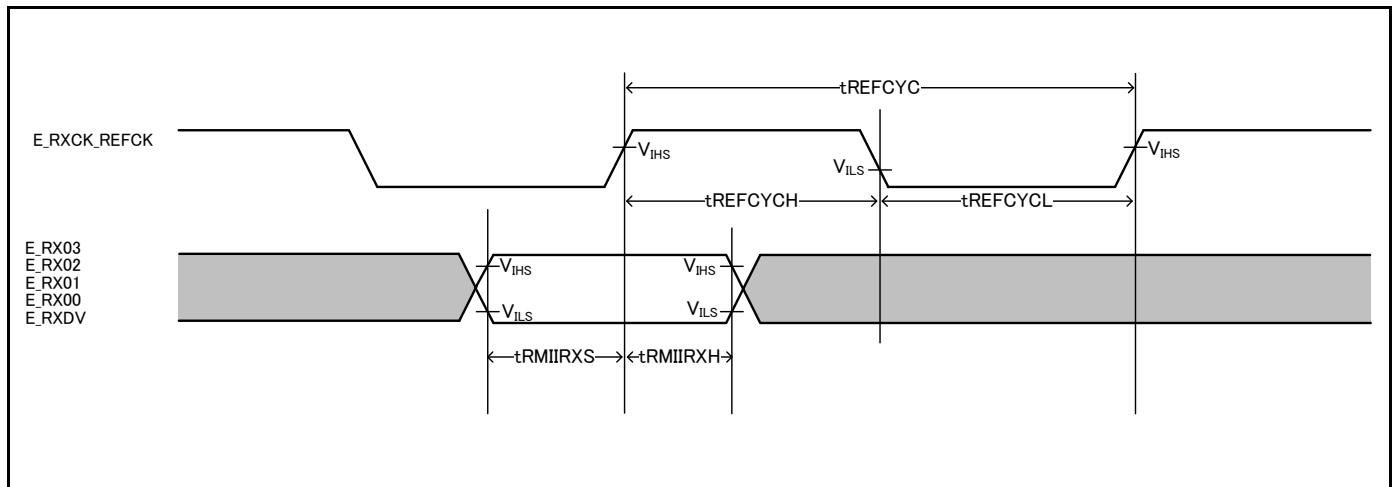 tREFCYC
E_RXCK_REFCK
VIHS
VILS
VIHS
tREFCYCH
tREFCYCL
E_RX03
E_RX02
E_RX01
E_RX00
E_RXDV
VIHS
VIHS
VILS
VILS
tRMIIRXS
tRMIIRXH